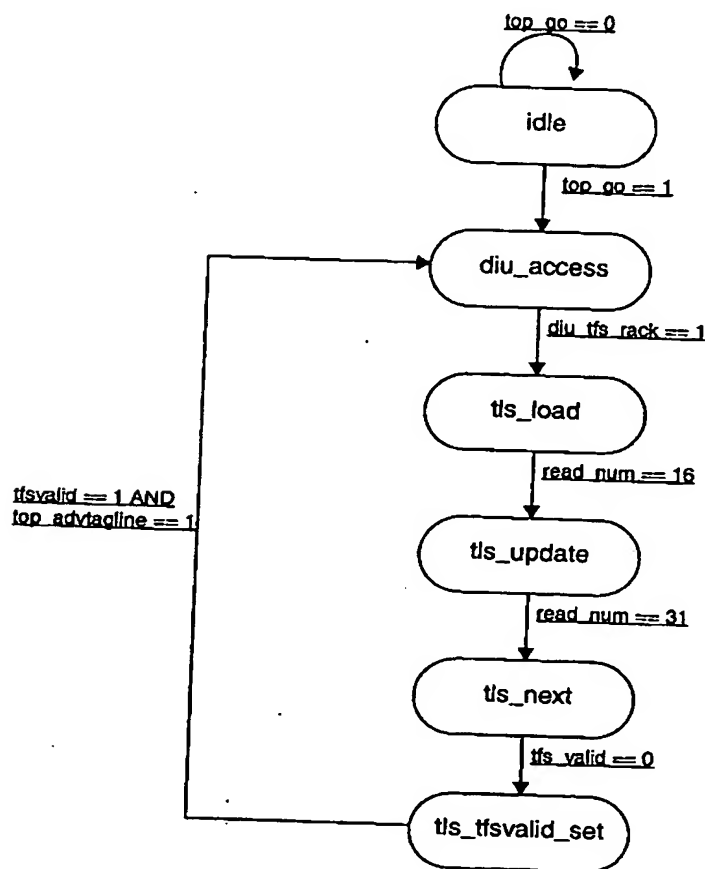 top_go == 0
idle
top_go == 1
diu_access
diu_tfs_rack == 1
tls_load
read_num == 16
tfsvalid == 1 AND
top_advtagline == 1
tls_update
read_num == 31
tls_next
tfs_valid == 0
tls_tfsvalid_set